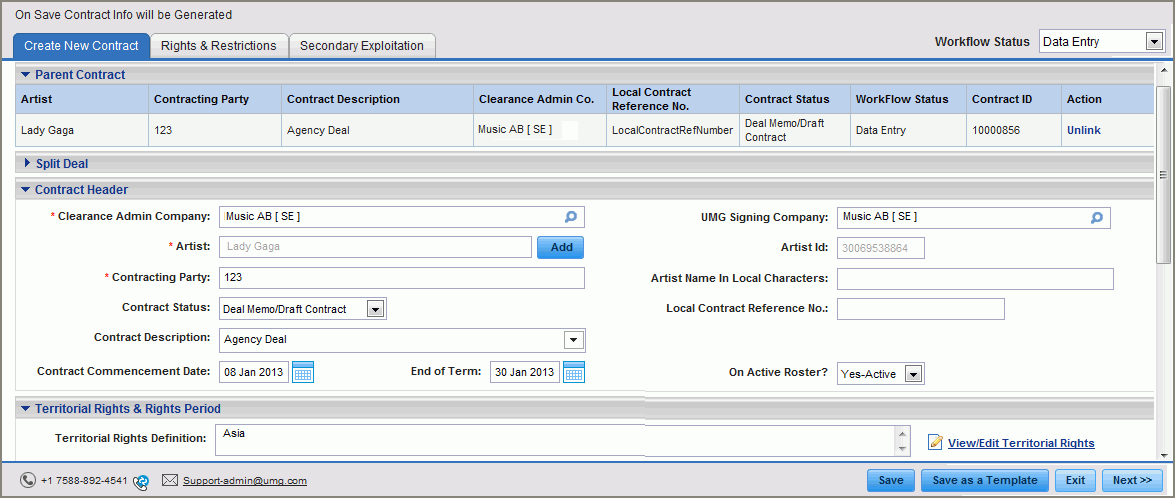 On Save Contract Info will be Generated
Create New Contract Rights & Restrictions Secondary Exploitation Workflow Status Data Entry
Parent Contract
Artist Contracting Party Contract Description Clearance Admin Co. Local Contract Reference No. Contract Status WorkFlow Status Contract ID Action
Lady Gaga 123 Agency Deal Music AB [ SE ] LocalContractRefNumber Deal Memo/Draft Contract Data Entry 10000856 Unlink
Split Deal
Contract Header
* Clearance Admin Company: Music AB [ SE ] UMG Signing Company: Music AB [ SE ]
* Artist: Lady Gaga Add Artist Id: 30069538864
* Contracting Party: 123 Artist Name In Local Characters:
Contract Status: Deal Memo/Draft Contract Local Contract Reference No.:
Contract Description: Agency Deal
Contract Commencement Date: 08 Jan 2013 End of Term: 30 Jan 2013 On Active Roster? Yes-Active
Territorial Rights & Rights Period
Territorial Rights Definition: Asia View/Edit Territorial Rights
+1 7588-892-4541 Support-admin@umg.com Save Save as a Template Exit Next >>